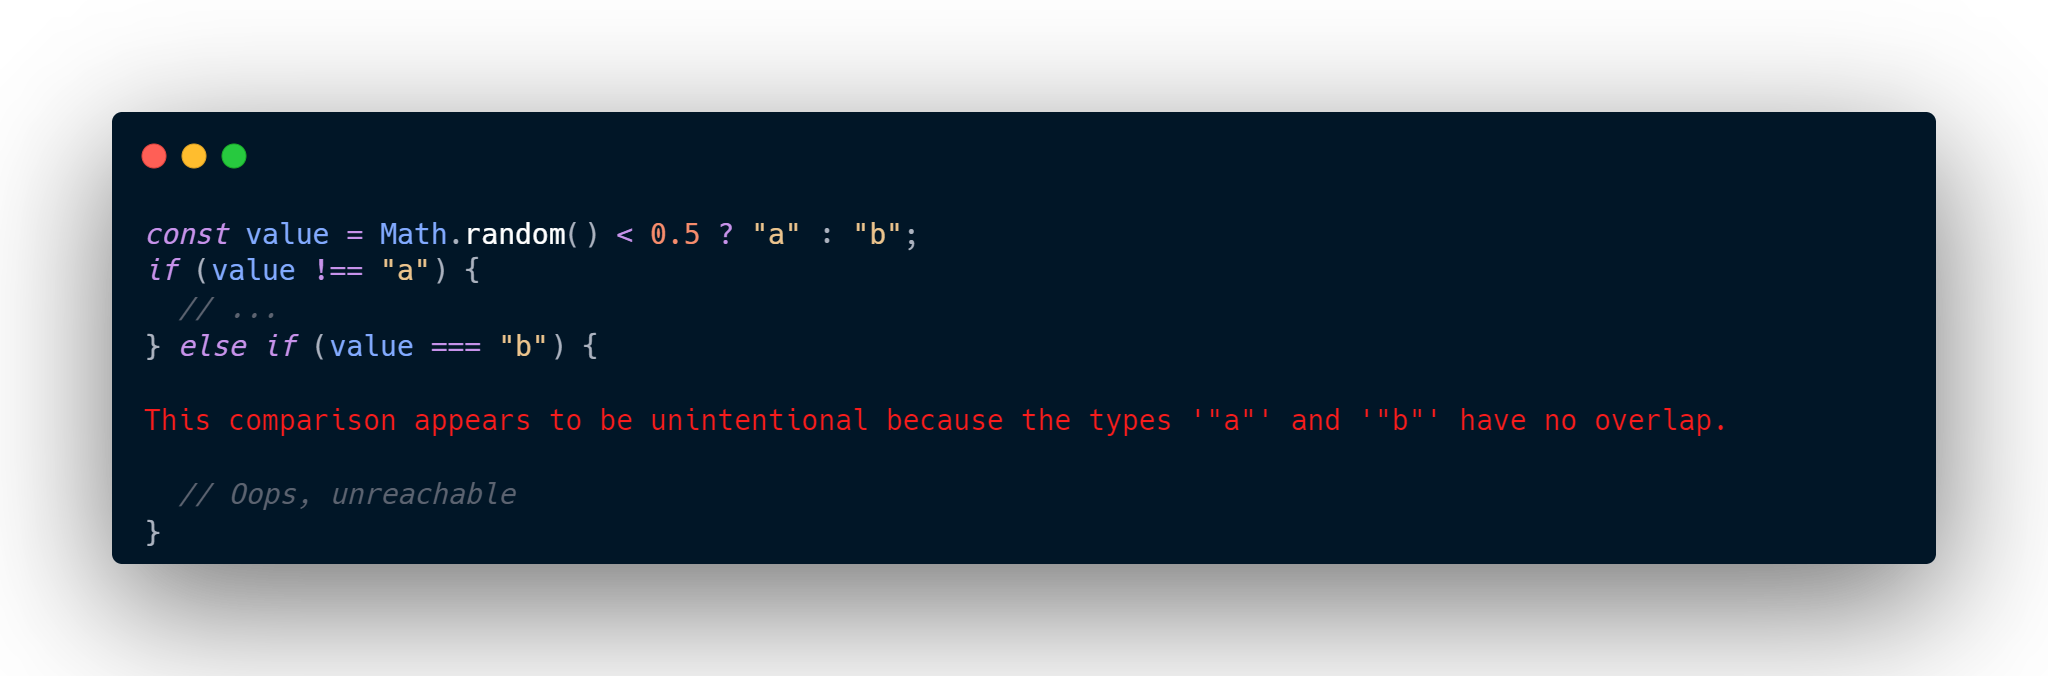 const value = Math.random() < 0.5 ? "a" : "b";
if (value !== "a") {
  // ...
} else if (value === "b") {
This comparison appears to be unintentional because the types '"a"' and '"b"' have no overlap.
  // Oops, unreachable
}